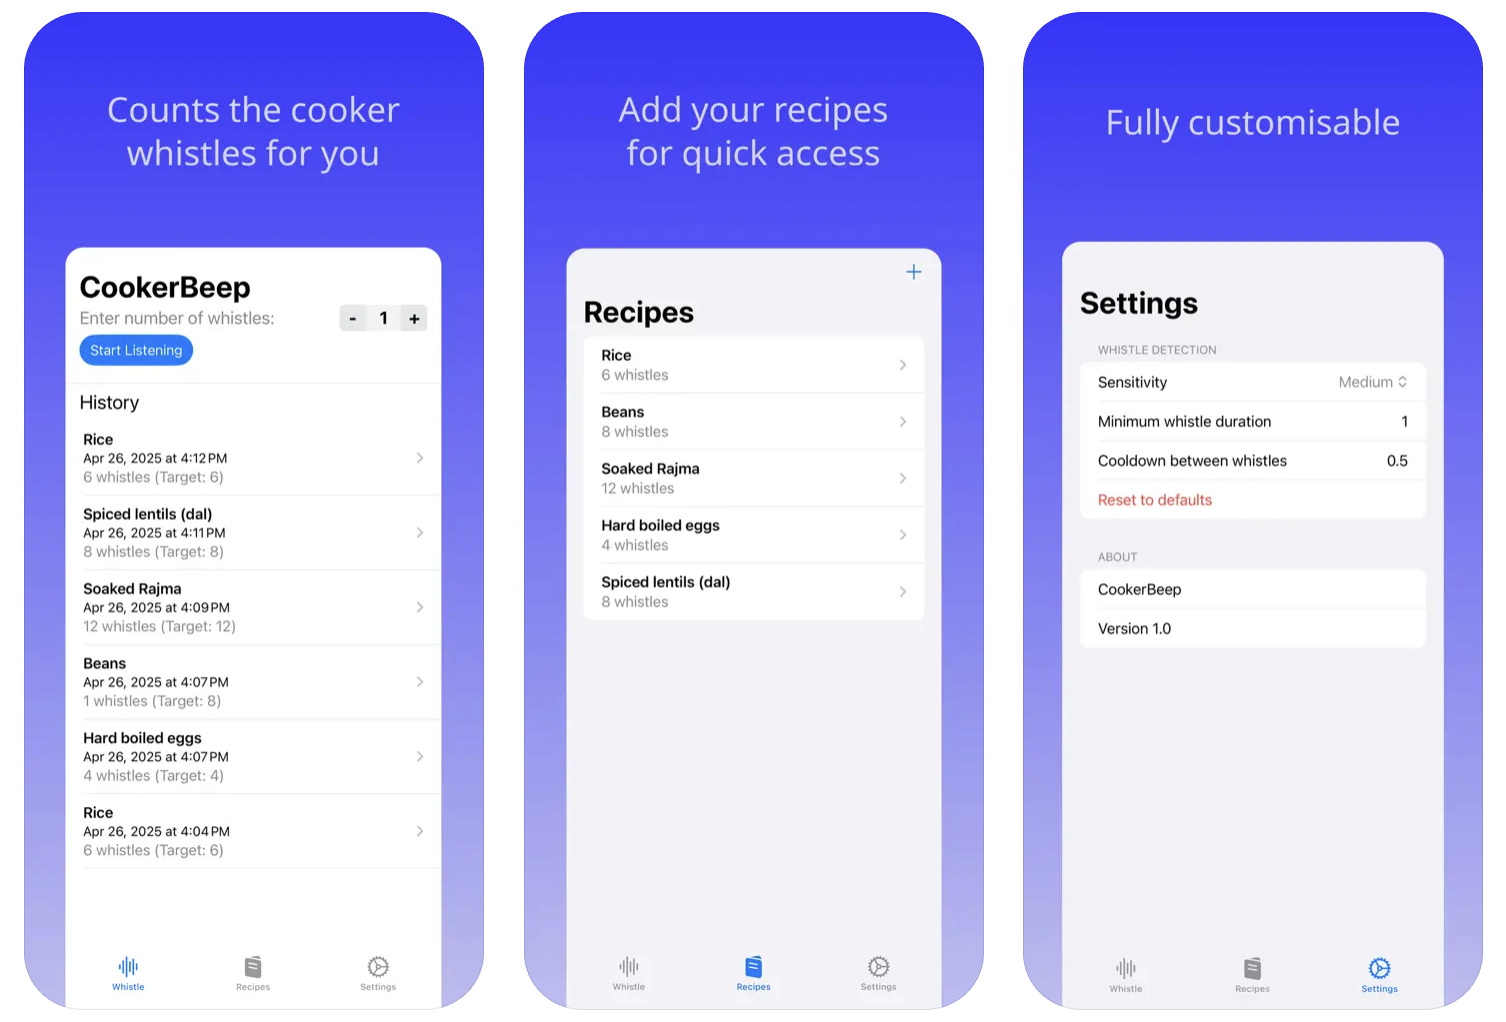 Counts the cooker
whistles for you
CookerBeep
Enter number of whistles:
- 1 +
Start Listening
History
Rice
Apr 26, 2025 at 4:12 PM
6 whistles (Target: 6)
Spiced lentils (dal)
Apr 26, 2025 at 4:11 PM
8 whistles (Target: 8)
Soaked Rajma
Apr 26, 2025 at 4:09 PM
12 whistles (Target: 12)
Beans
Apr 26, 2025 at 4:07 PM
1 whistles (Target: 8)
Hard boiled eggs
Apr 26, 2025 at 4:07 PM
4 whistles (Target: 4)
Rice
Apr 26, 2025 at 4:04 PM
6 whistles (Target: 6)
Whistle Recipes Settings
Add your recipes
for quick access
+
Recipes
Rice
6 whistles
Beans
8 whistles
Soaked Rajma
12 whistles
Hard boiled eggs
4 whistles
Spiced lentils (dal)
8 whistles
Whistle Recipes Settings
Fully customisable
Settings
WHISTLE DETECTION
Sensitivity Medium
Minimum whistle duration 1
Cooldown between whistles 0.5
Reset to defaults
ABOUT
CookerBeep
Version 1.0
Whistle Recipes Settings